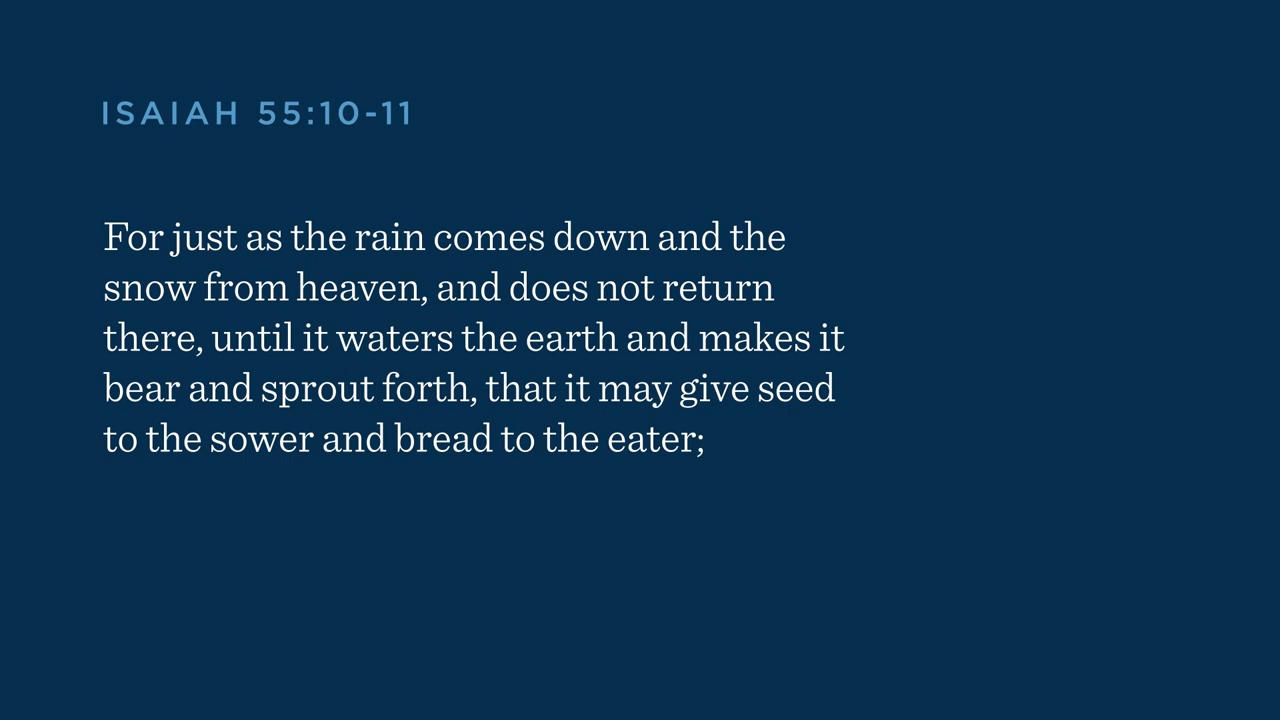 ISAIAH 55:10-11
For just as the rain comes down and the
snow from heaven, and does not return
there, until it waters the earth and makes it
bear and sprout forth, that it may give seed
to the sower and bread to the eater;